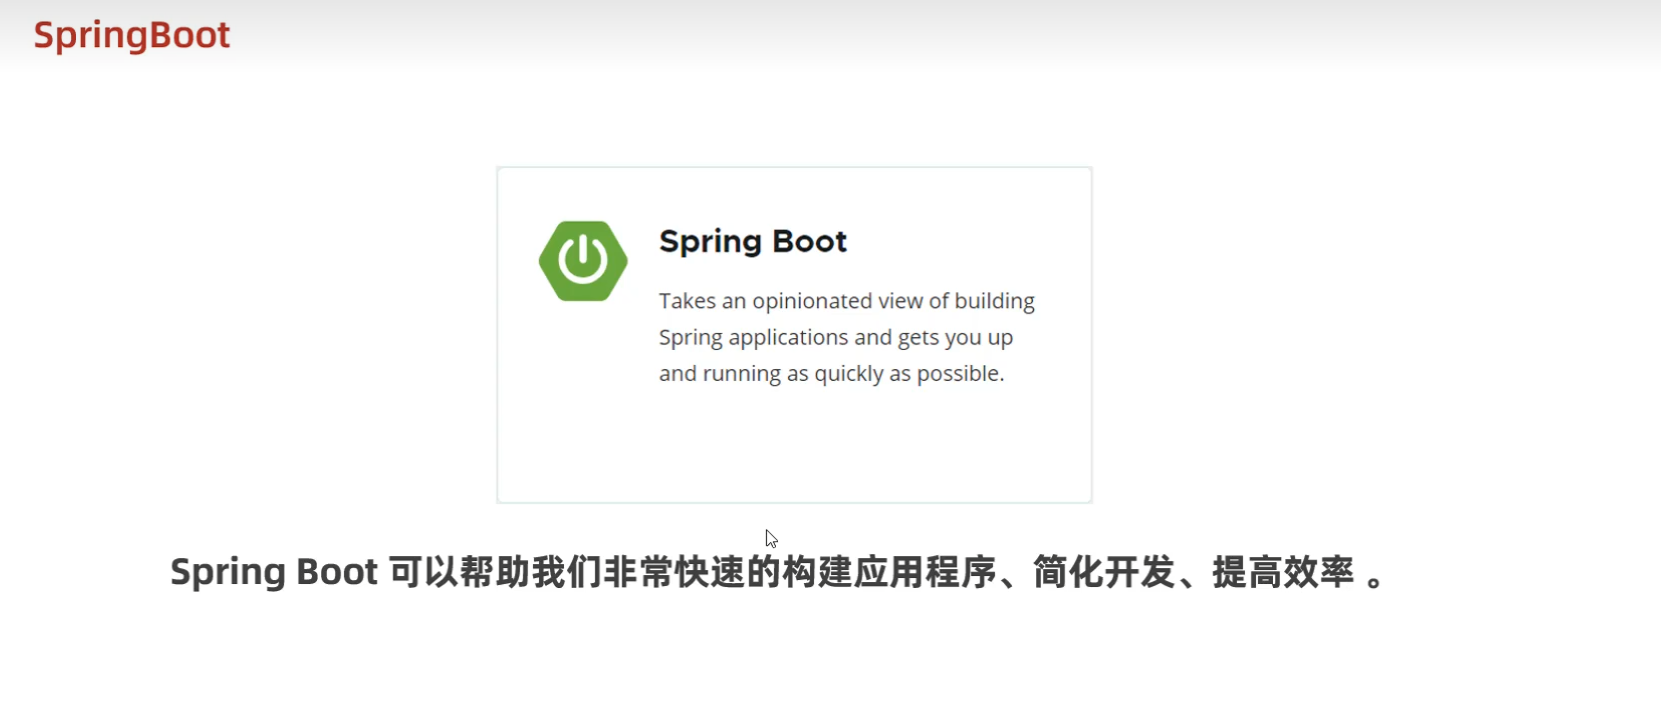 SpringBoot
Spring Boot
Takes an opinionated view of building
Spring applications and gets you up
and running as quickly as possible.
Spring Boot 可以帮助我们非常快速的构建应用程序、简化开发、提高效率 。